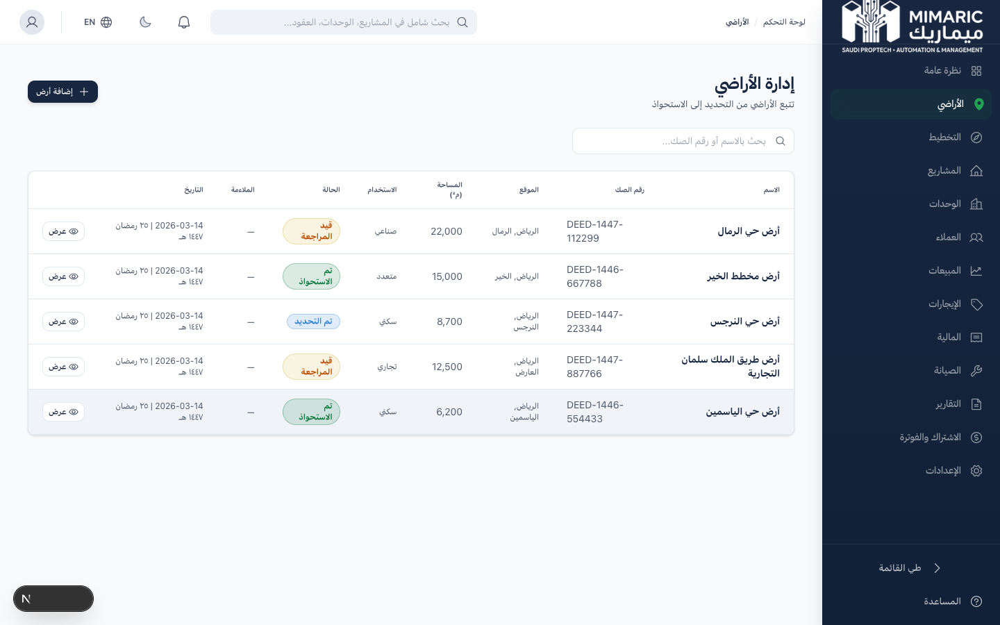 MIMARIC
ميماريك
SAUDI PROPTECH • AUTOMATION & MANAGEMENT
نظرة عامة
الأراضي
التخطيط
المشاريع
الوحدات
العملاء
المبيعات
الإيجارات
المالية
الصيانة
التقارير
الاشتراك والفوترة
الإعدادات
طي القائمة
المساعدة
لوحة التحكم / الأراضي
بحث شامل في المشاريع، الوحدات، العقود...
EN
إدارة الأراضي
تتبع الأراضي من التحديد إلى الاستحواذ
إضافة أرض
بحث بالاسم أو رقم الصك...
الاسم رقم الصك الموقع المساحة (م²) الاستخدام الحالة الملاءمة التاريخ
أرض حي الرمال DEED-1447-112299 الرياض, الرمال 22,000 صناعي قيد المراجعة — 2026-03-14 | ٢٥ رمضان ١٤٤٧ هـ عرض
أرض مخطط الخير DEED-1446-667788 الرياض, الخير 15,000 متعدد تم الاستحواذ — 2026-03-14 | ٢٥ رمضان ١٤٤٧ هـ عرض
أرض حي النرجس DEED-1447-223344 الرياض, النرجس 8,700 سكني تم التحديد — 2026-03-14 | ٢٥ رمضان ١٤٤٧ هـ عرض
أرض طريق الملك سلمان التجارية DEED-1447-887766 الرياض, العارض 12,500 تجاري قيد المراجعة — 2026-03-14 | ٢٥ رمضان ١٤٤٧ هـ عرض
أرض حي الياسمين DEED-1446-554433 الرياض, الياسمين 6,200 سكني تم الاستحواذ — 2026-03-14 | ٢٥ رمضان ١٤٤٧ هـ عرض
N